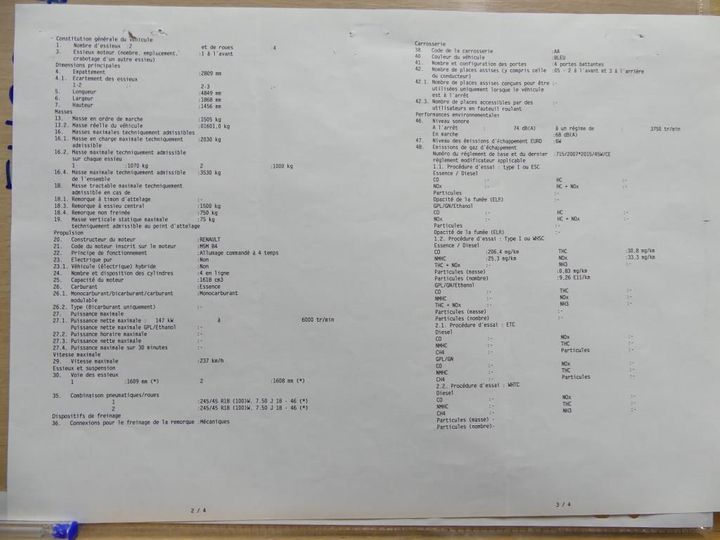 Constitution générale du véhicule
1. Nombre d'essieux :2 et de roues :4
3. Essieux moteur (nombre, emplacement, :1 à l'avant
crabotage d'un autre essieu)
Dimensions principales
4. Empattement :2809 mm
4.1. Ecartement des essieux
1-2 :- 2-3 :-
5. Longueur :4849 mm
6. Largeur :1868 mm
7. Hauteur :1456 mm
Masses
13. Masse en ordre de marche :1505 kg
13.2. Masse réelle du véhicule :01601,0 kg
16. Masses maximales techniquement admissibles
16.1. Masse en charge maximale techniquement :2030 kg
admissible
16.2. Masse maximale techniquement admissible
sur chaque essieu
1 :1070 kg 2 :1000 kg
16.4. Masse maximale techniquement admissible :3530 kg
de l'ensemble
18. Masse tractable maximale techniquement
admissible en cas de
18.1. Remorque à timon d'attelage :-
18.3. Remorque à essieu central :1500 kg
18.4. Remorque non freinée :750 kg
19. Masse verticale statique maximale :75 kg
techniquement admissible au point d'attelage
Propulsion
20. Constructeur du moteur :RENAULT
21. Code du moteur inscrit sur le moteur :M5M B4
22. Principe de fonctionnement :Allumage commandé à 4 temps
23. Electrique pur :Non
23.1. Véhicule (électrique) hybride :Non
24. Nombre et disposition des cylindres :4 en ligne
25. Capacité du moteur :1618 cm3
26. Carburant :Essence
26.1. Monocarburant/bicarburant/carburant :Monocarburant
modulable
26.2. Type (Bicarburant uniquement) :-
27. Puissance maximale
27.1. Puissance nette maximale : 147 kW à 6000 tr/min
Puissance nette maximale GPL/Ethanol :-
27.2. Puissance horaire maximale :-
27.3. Puissance nette maximale :-
27.4. Puissance maximale sur 30 minutes :-
Vitesse maximale
29. Vitesse maximale :237 km/h
Essieux et suspension
30. Voie des essieux
1 :1609 mm (*) 2 :1608 mm (*)
35. Combinaison pneumatiques/roues
1 :245/45 R18 (100)W, 7.50 J 18 - 46 (*)
2 :245/45 R18 (100)W, 7.50 J 18 - 46 (*)
Dispositifs de freinage
36. Connexions pour le freinage de la remorque :Mécaniques
2 / 4
Carrosserie
38. Code de la carrosserie :AA
40. Couleur du véhicule :BLEU
41. Nombre et configuration des portes :4 portes battantes
42. Nombre de places assises (y compris celle :05 - 2 à l'avant et 3 à l'arrière
du conducteur)
42.1. Nombre de places assises conçues pour être :-
utilisées uniquement lorsque le véhicule
est à l'arrêt
42.3. Nombre de places accessibles par des :-
utilisateurs en fauteuil roulant
Performances environnementales
46. Niveau sonore
A l'arrêt : 74 dB(A) à un régime de : 3750 tr/min
En marche :68 dB(A)
47. Niveau des émissions d'échappement EURO :6W
48. Emissions de gaz d'échappement
Numéro du règlement de base et du dernier :715/2007*2015/45W/CE
règlement modificateur applicable
1.1. Procédure d'essai : type I ou ESC
Essence / Diesel
CO :- HC :-
NOx :- HC + NOx :-
Particules :-
Opacité de la fumée (ELR) :-
GPL/GN/Ethanol
CO :- HC :-
NOx :- HC + NOx :-
Particules :-
Opacité de la fumée (ELR) :-
1.2. Procédure d'essai : Type I ou WHSC
Essence / Diesel
CO :206.4 mg/km THC :30.8 mg/km
NMHC :25.3 mg/km NOx :33.3 mg/km
THC + NOx :- NH3 :-
Particules (masse) :0.83 mg/km
Particules (nombre) :9.26 E11/km
GPL/GN/Ethanol
CO :- THC :-
NMHC :- NOx :-
THC + NOx :- NH3 :-
Particules (masse) :-
Particules (nombre) :-
2.1. Procédure d'essai : ETC
Diesel
CO :- NOx :-
NMHC :- THC :-
CH4 :- Particules :-
GPL/GN
CO :- NOx :-
NMHC :- THC :-
CH4 :- Particules :-
2.2. Procédure d'essai : WHTC
Diesel
CO :- NOx :-
NMHC :- THC :-
CH4 :- NH3 :-
Particules (masse) :-
Particules (nombre) :-
3 / 4